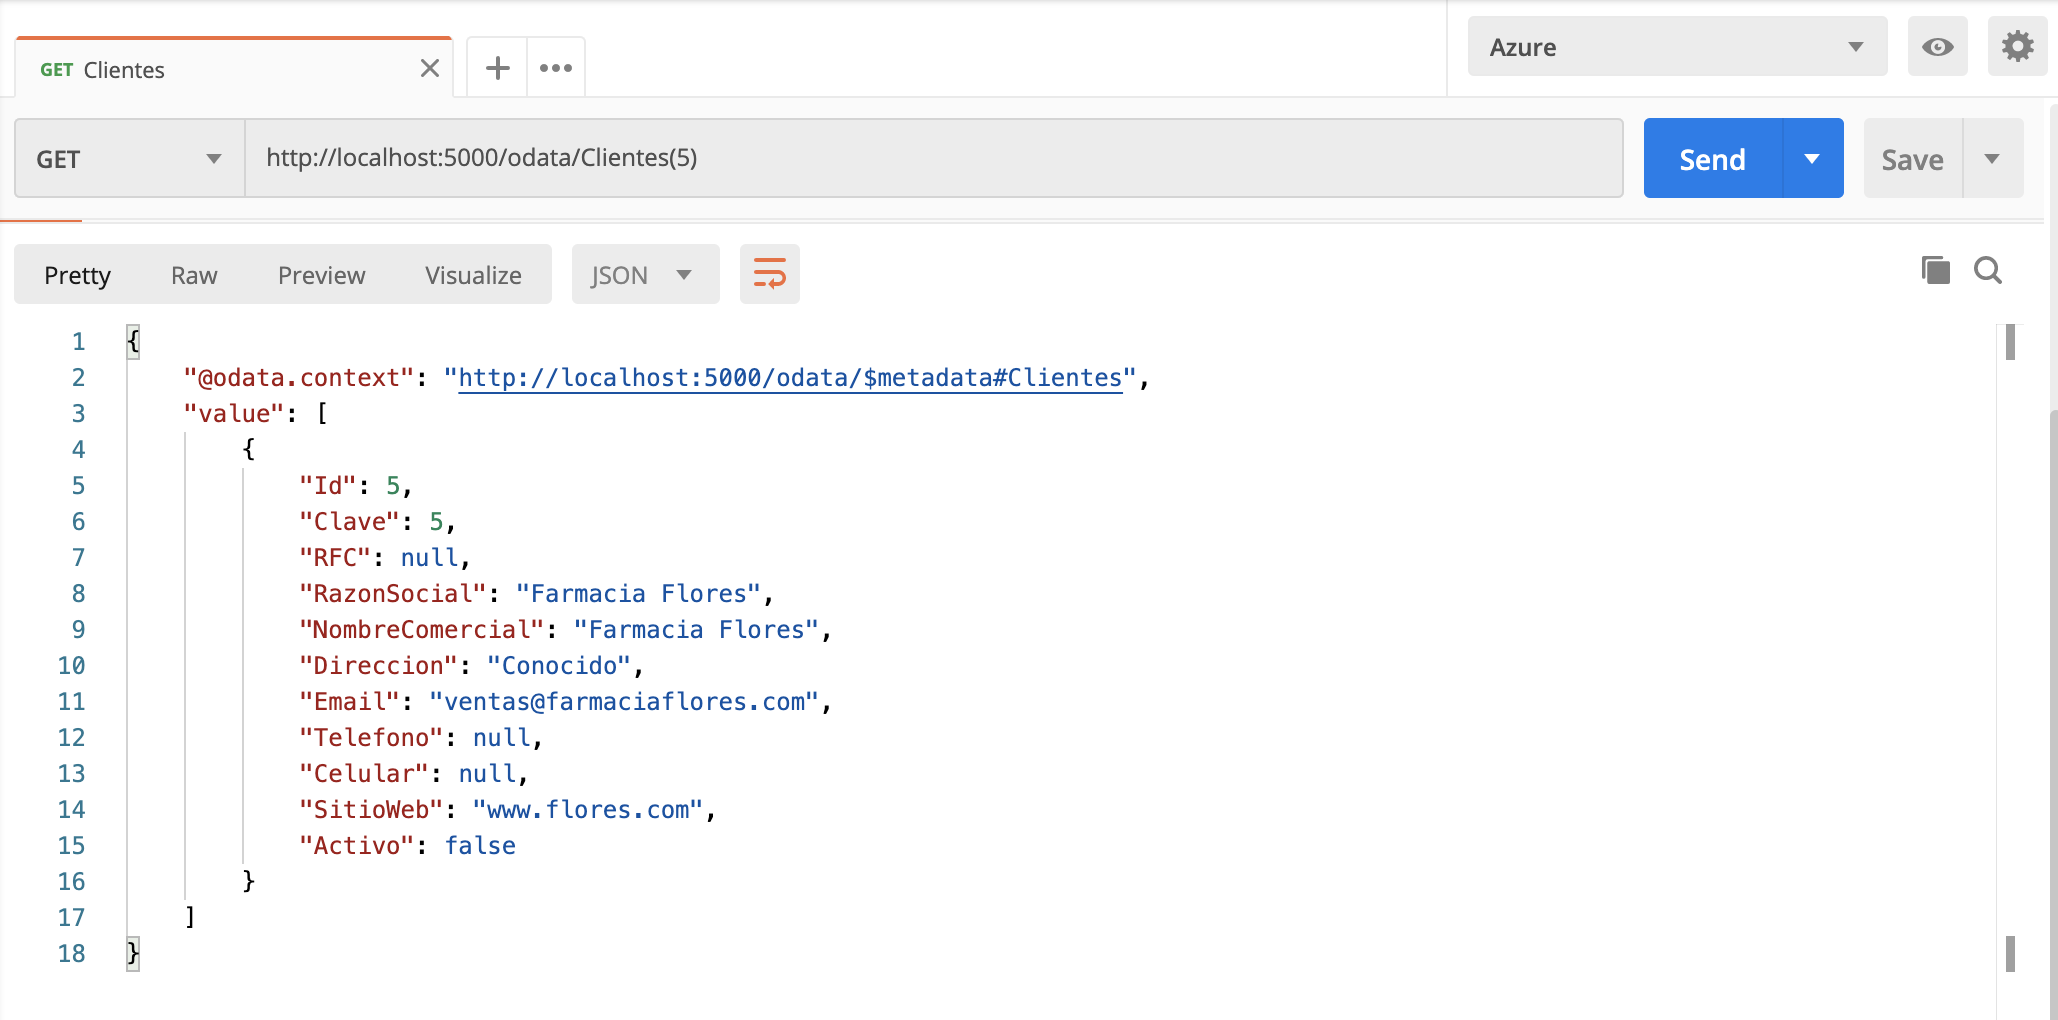 GET Clientes
Azure
GET http://localhost:5000/odata/Clientes(5) Send Save
Pretty Raw Preview Visualize JSON
1 {
2 "@odata.context": "http://localhost:5000/odata/$metadata#Clientes",
3 "value": [
4 {
5 "Id": 5,
6 "Clave": 5,
7 "RFC": null,
8 "RazonSocial": "Farmacia Flores",
9 "NombreComercial": "Farmacia Flores",
10 "Direccion": "Conocido",
11 "Email": "ventas@farmaciaflores.com",
12 "Telefono": null,
13 "Celular": null,
14 "SitioWeb": "www.flores.com",
15 "Activo": false
16 }
17 ]
18 }